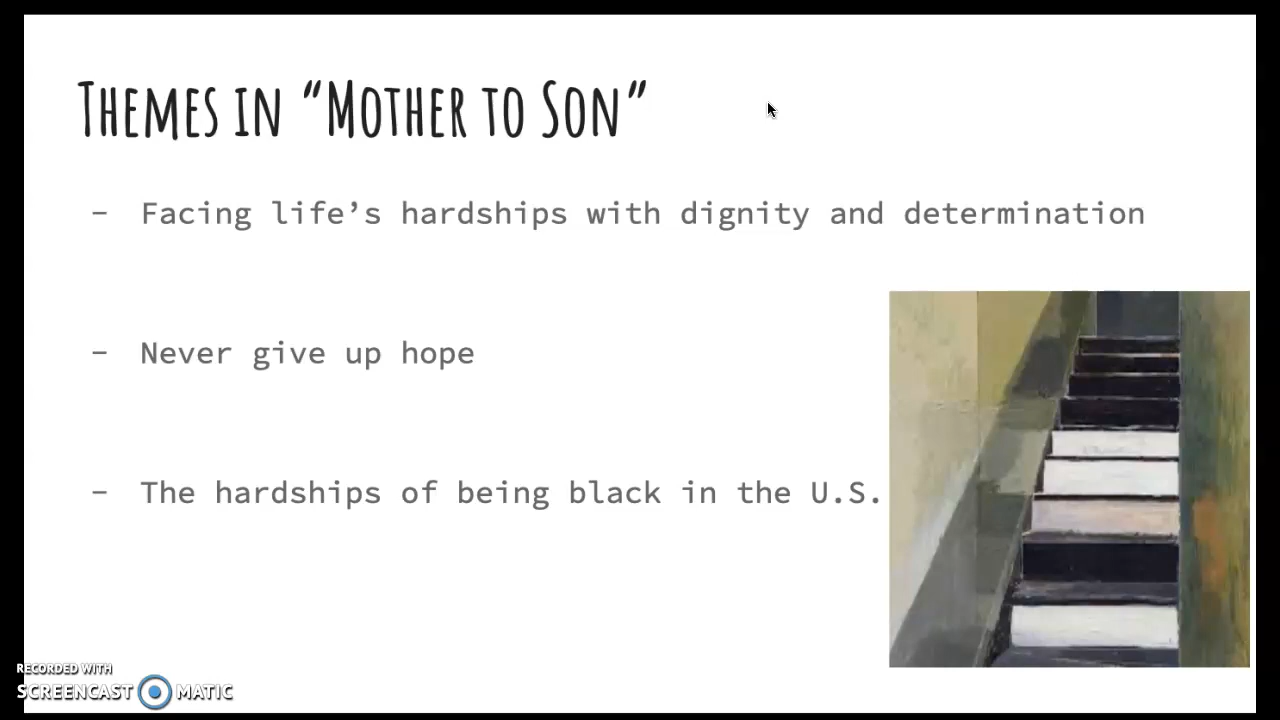 Themes in “Mother to Son”
- Facing life’s hardships with dignity and determination
- Never give up hope
- The hardships of being black in the U.S.
RECORDED WITH
SCREENCAST MATIC